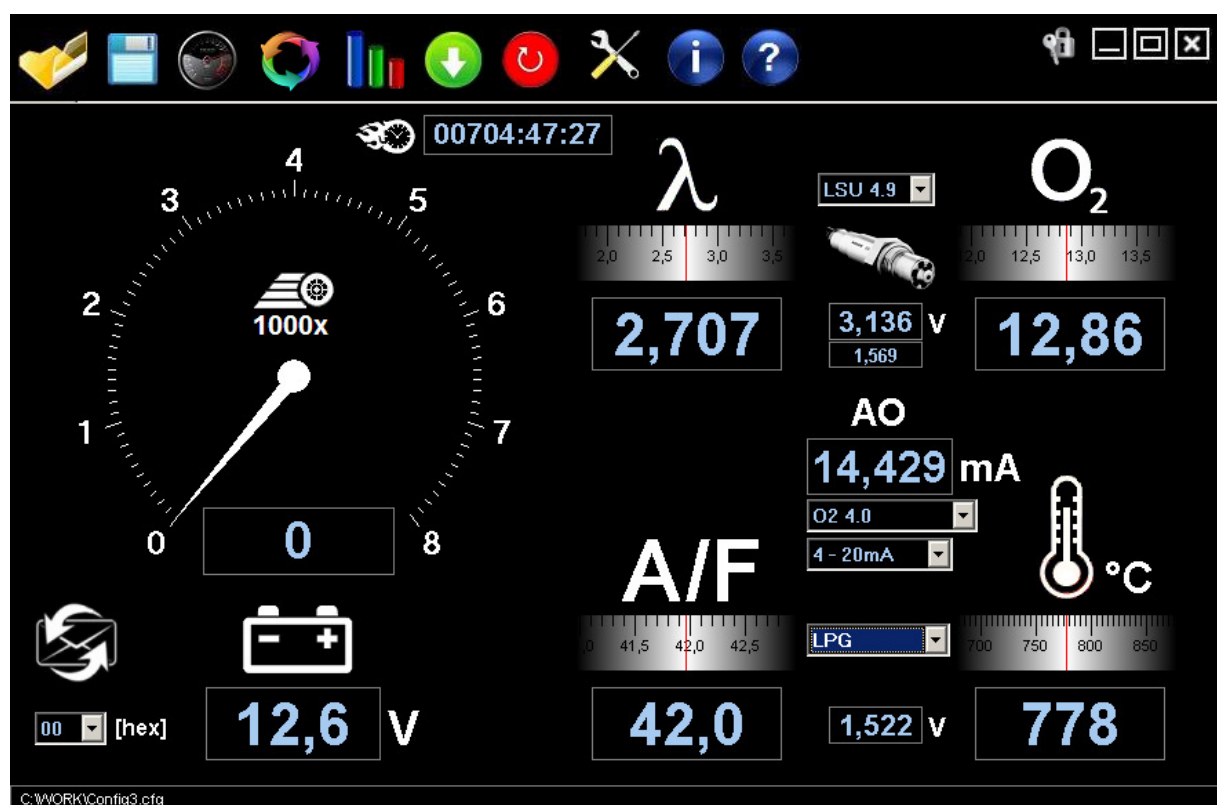 00704:47:27
λ
O2
LSU 4.9
4
3
5
2
6
1
7
0
8
1000x
0
2,0 2,5 3,0 3,5
2,0 12,5 13,0 13,5
2,707
3,136 V
1,569
12,86
AO
14,429 mA
O2 4.0
4 - 20mA
A/F
°C
,0 41,5 42,0 42,5
LPG
700 750 800 850
00 [hex]
12,6 V
42,0
1,522 V
778
C:\WORK\Config3.cfg